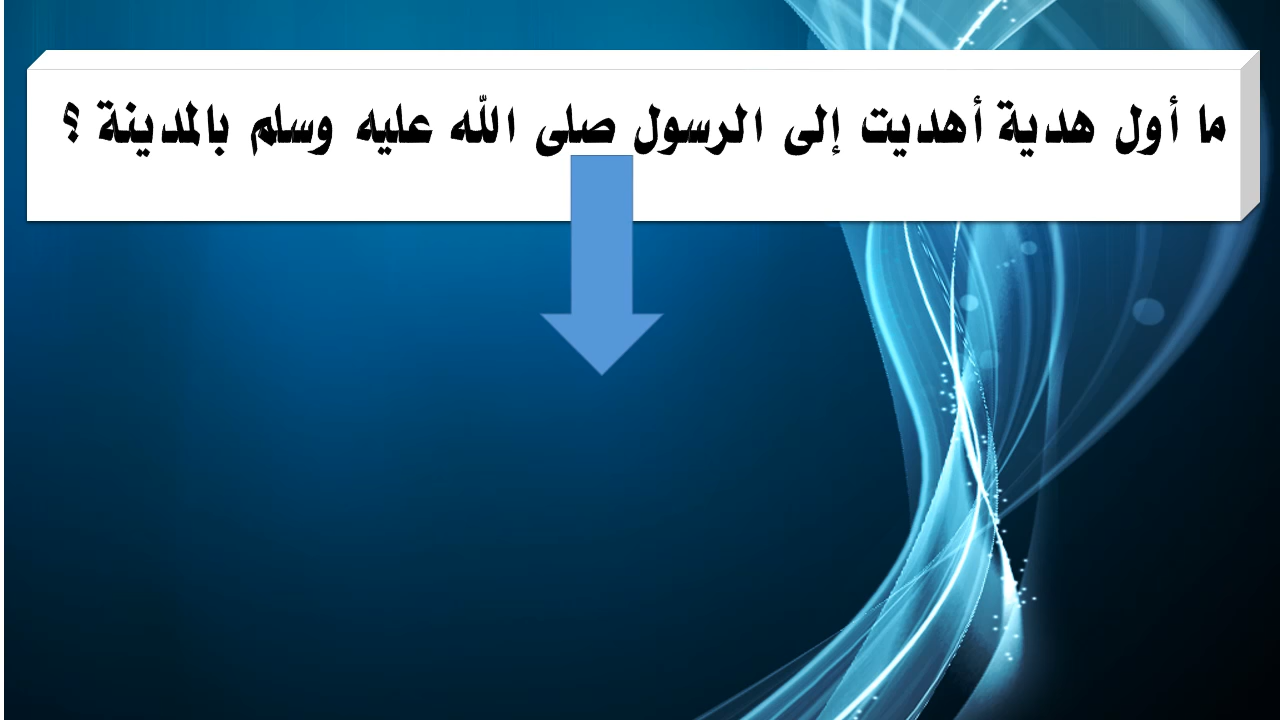 ما أول هدية أهديت إلى الرسول صلى الله عليه وسلم بالمدينة ؟